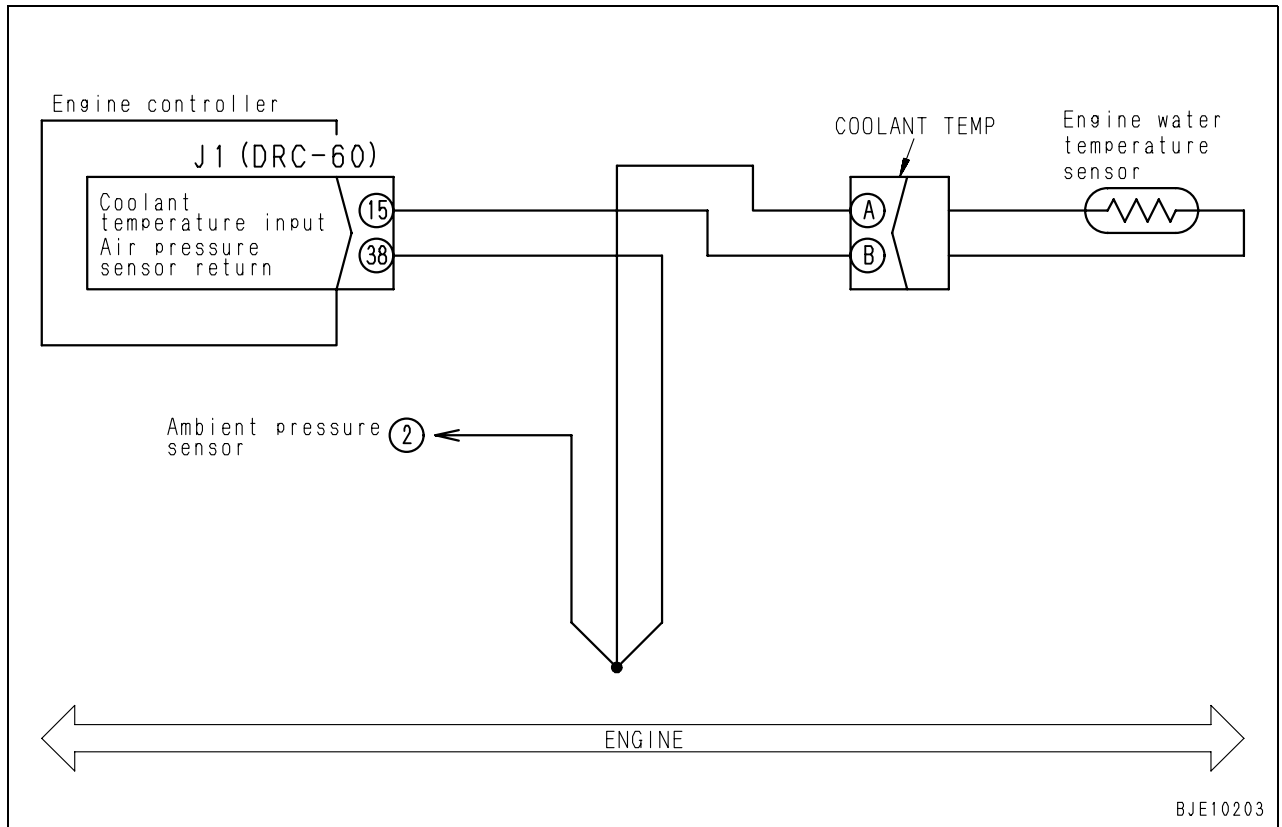 Engine controller
J1 (DRC-60)
Coolant
temperature input
Air pressure
sensor return
15
38
COOLANT TEMP
A
B
Engine water
temperature
sensor
Ambient pressure
sensor
2
ENGINE
BJE10203